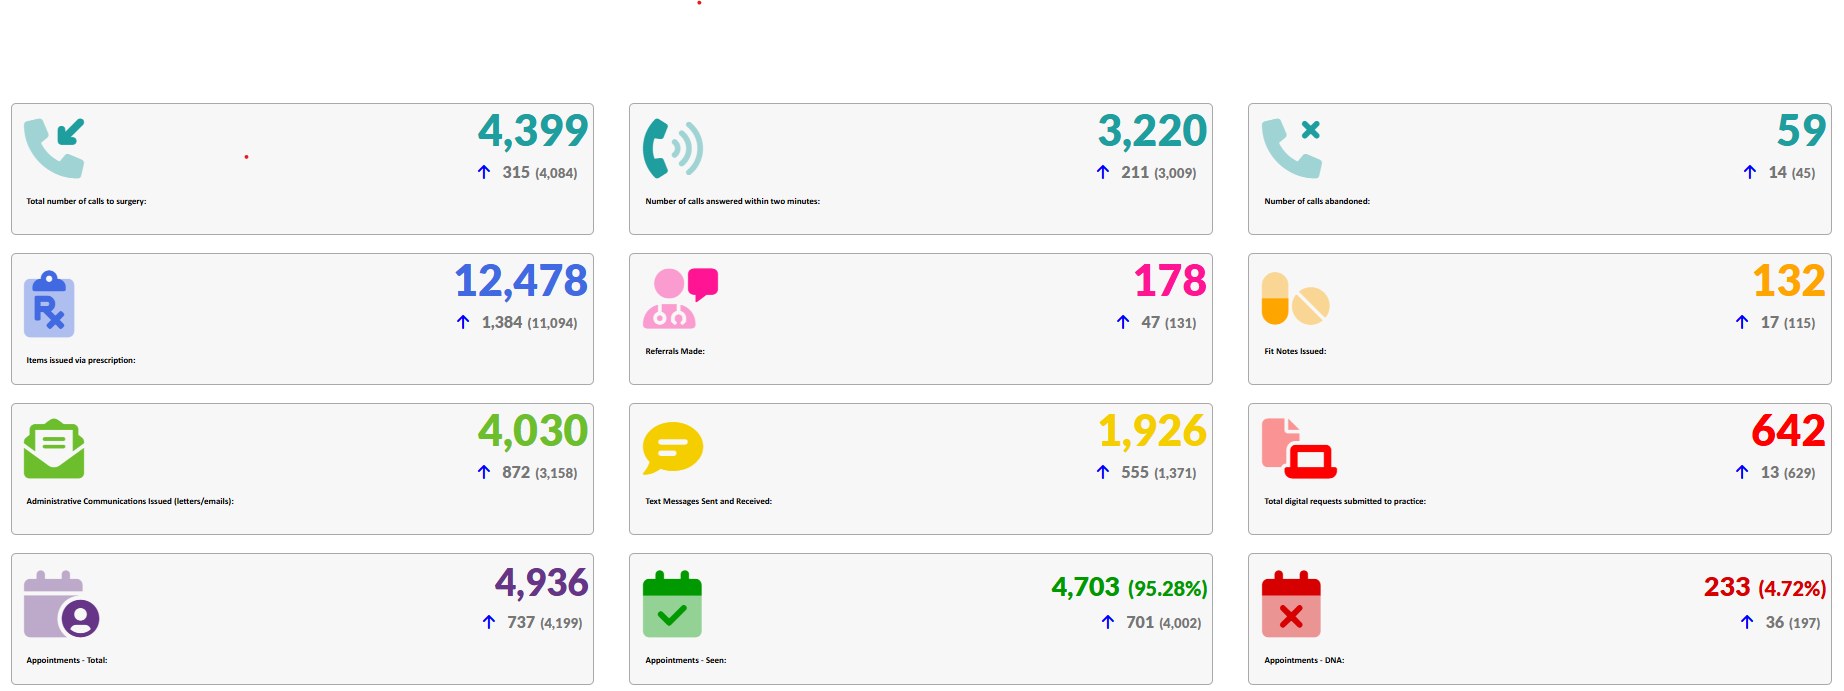 4,399
↑ 315 (4,084)
Total number of calls to surgery:
3,220
↑ 211 (3,009)
Number of calls answered within two minutes:
59
↑ 14 (45)
Number of calls abandoned:
Rx
12,478
↑ 1,384 (11,094)
Items issued via prescription:
178
↑ 47 (131)
Referrals Made:
132
↑ 17 (115)
Fit Notes Issued:
4,030
↑ 872 (3,158)
Administrative Communications Issued (letters/emails):
1,926
↑ 555 (1,371)
Text Messages Sent and Received:
642
↑ 13 (629)
Total digital requests submitted to practice:
4,936
↑ 737 (4,199)
Appointments - Total:
4,703 (95.28%)
↑ 701 (4,002)
Appointments - Seen:
233 (4.72%)
↑ 36 (197)
Appointments - DNA: